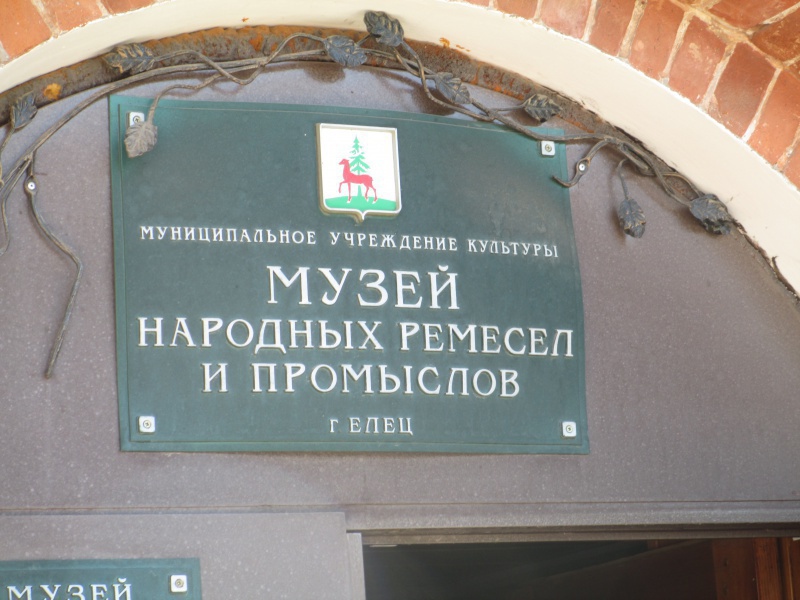 МУНИЦИПАЛЬНОЕ УЧРЕЖДЕНИЕ КУЛЬТУРЫ
МУЗЕЙ
НАРОДНЫХ РЕМЕСЕЛ
И ПРОМЫСЛОВ
г ЕЛЕЦ
МУЗЕЙ